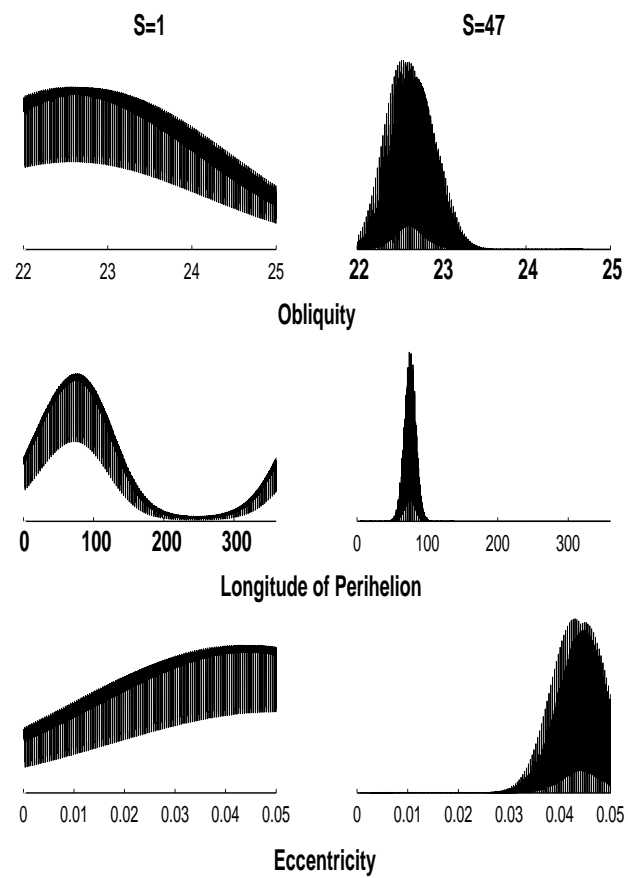 S=1 S=47
22 23 24 25 22 23 24 25
Obliquity
0 100 200 300 0 100 200 300
Longitude of Perihelion
0 0.01 0.02 0.03 0.04 0.05 0 0.01 0.02 0.03 0.04 0.05
Eccentricity